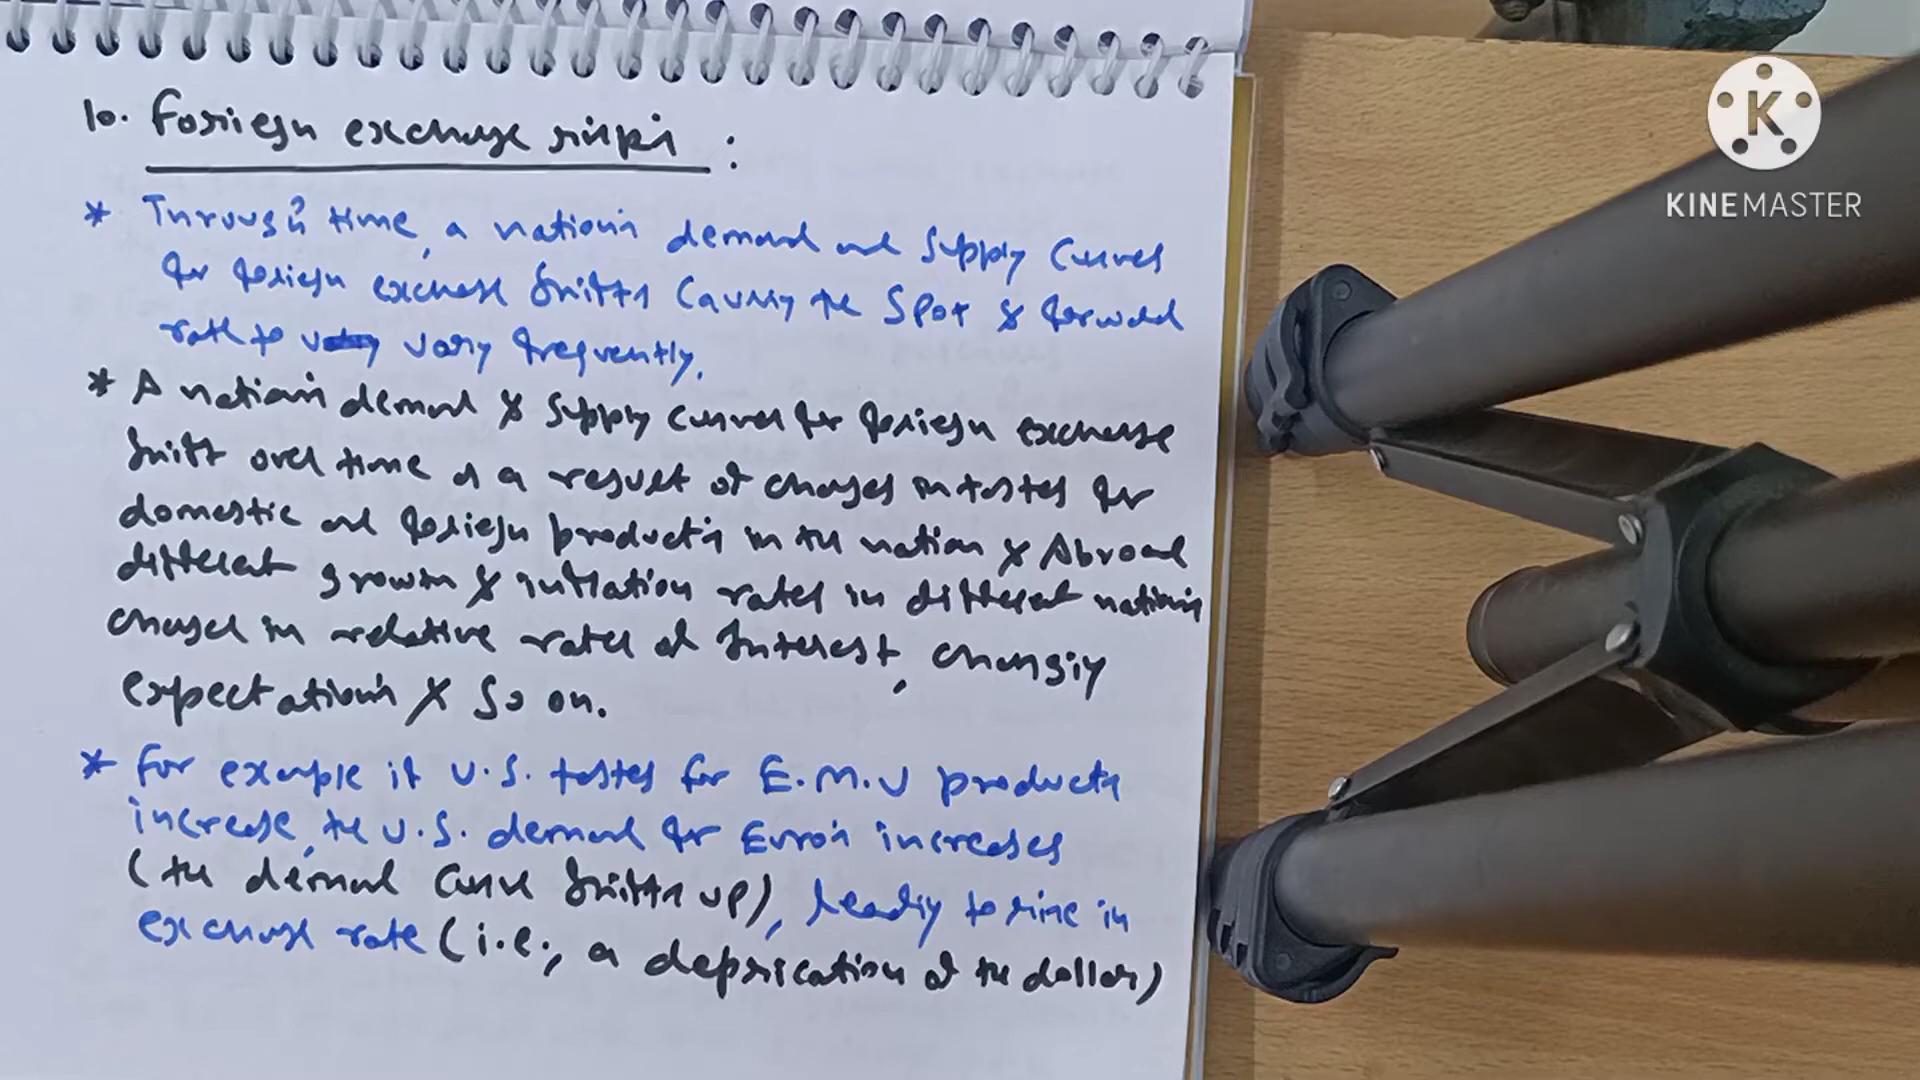 10. Foriegn exchange risks :
* Through time, a nation's demand and Supply Curves
for foriegn exchange shifts Causing the Spot & forward
rate to vary frequently.
* A nation's demand & Supply curves for foriegn exchange
shift over time as a result of changes in tastes for
domestic and foriegn products in the nation & Abroad
different growth & inflation rates in different nations
changes in relative rates of Interest, changing
expectations & So on.
* For example if U.S. tastes for E.M.U products
increase, the U.S. demand for Euros increases
(the demand Curve shifts up), leading to rise in
exchange rate (i.e., a deprication of the dollar)
KINEMASTER